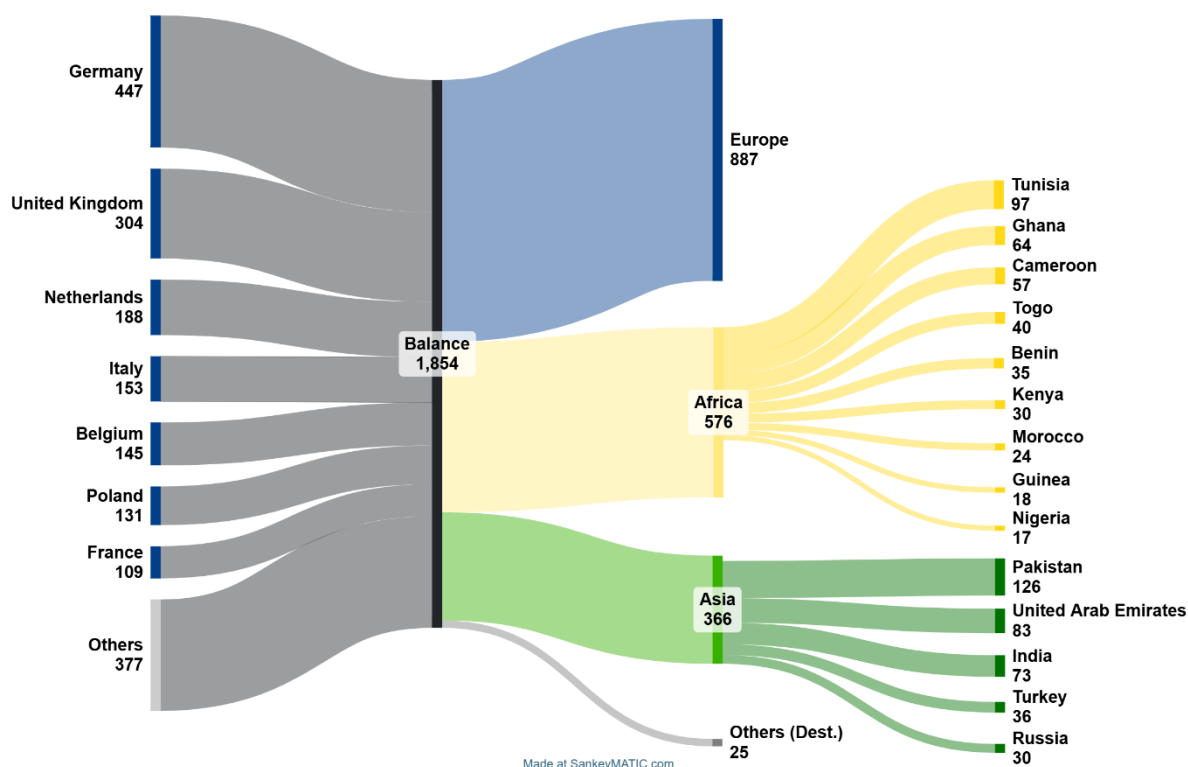 Germany
447
United Kingdom
304
Netherlands
188
Italy
153
Belgium
145
Poland
131
France
109
Others
377
Balance
1,854
Europe
887
Africa
576
Asia
366
Others (Dest.)
25
Tunisia
97
Ghana
64
Cameroon
57
Togo
40
Benin
35
Kenya
30
Morocco
24
Guinea
18
Nigeria
17
Pakistan
126
United Arab Emirates
83
India
73
Turkey
36
Russia
30
Made at SankeyMATIC.com